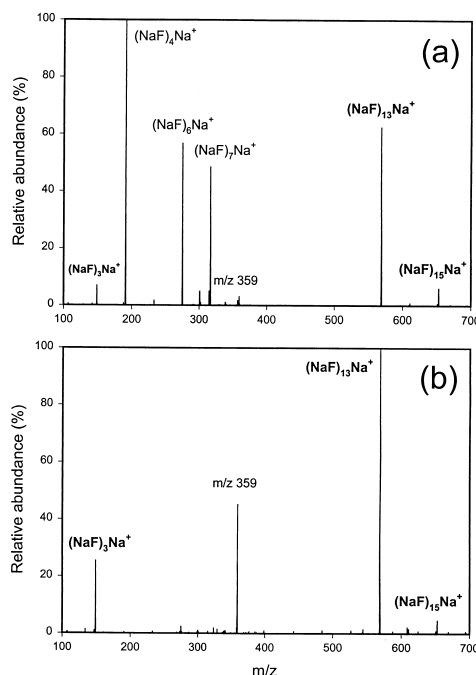 (a)
Relative abundance (%)
100
80
60
40
20
0
(NaF)₄Na⁺
(NaF)₆Na⁺
(NaF)₇Na⁺
(NaF)₁₃Na⁺
(NaF)₃Na⁺
m/z 359
(NaF)₁₅Na⁺
100 200 300 400 500 600 700
(b)
Relative abundance (%)
100
80
60
40
20
0
(NaF)₁₃Na⁺
m/z 359
(NaF)₃Na⁺
(NaF)₁₅Na⁺
100 200 300 400 500 600 700
m/z